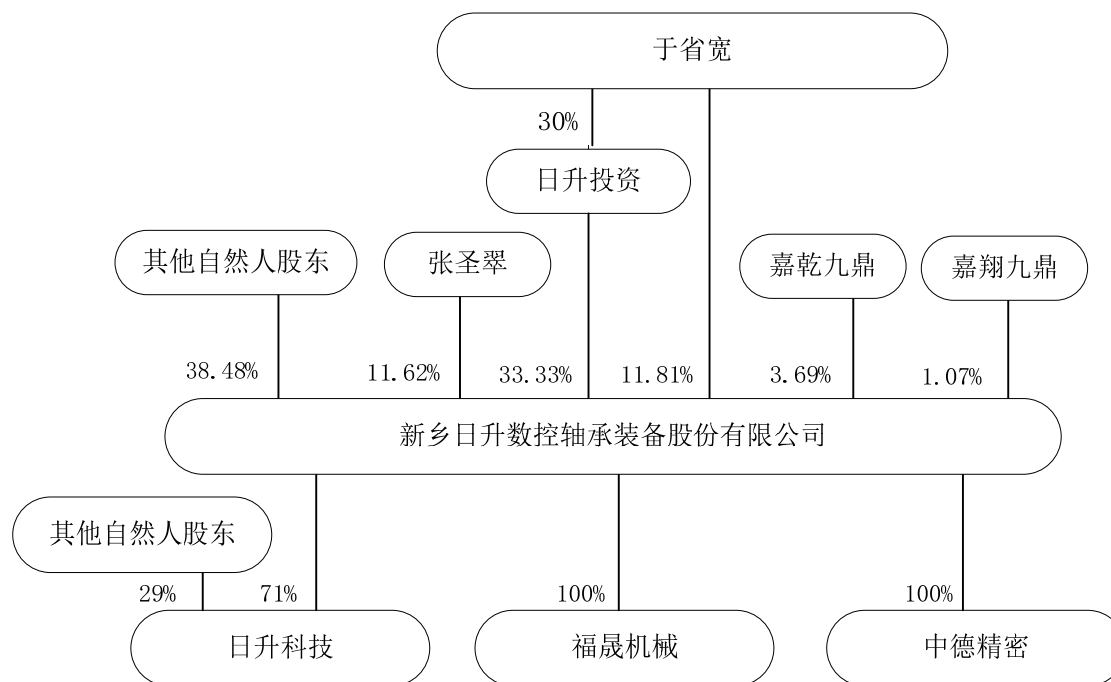 于省宽
30%
日升投资
其他自然人股东
张圣翠
嘉乾九鼎
嘉翔九鼎
38.48%
11.62%
33.33%
11.81%
3.69%
1.07%
新乡日升数控轴承装备股份有限公司
其他自然人股东
29%
71%
100%
100%
日升科技
福晟机械
中德精密